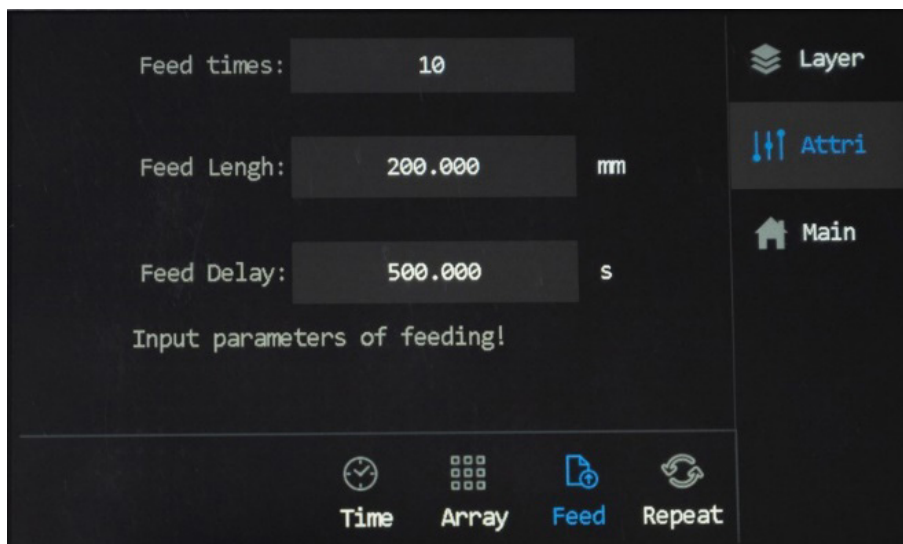 Feed times: 10
Feed Lengh: 200.000 mm
Feed Delay: 500.000 s
Input parameters of feeding!
Layer
Attri
Main
Time Array Feed Repeat